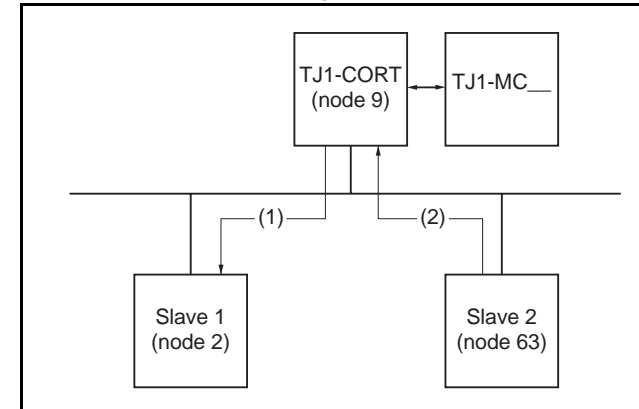 TJ1-CORT
(node 9)
TJ1-MC__
(1)
(2)
Slave 1
(node 2)
Slave 2
(node 63)